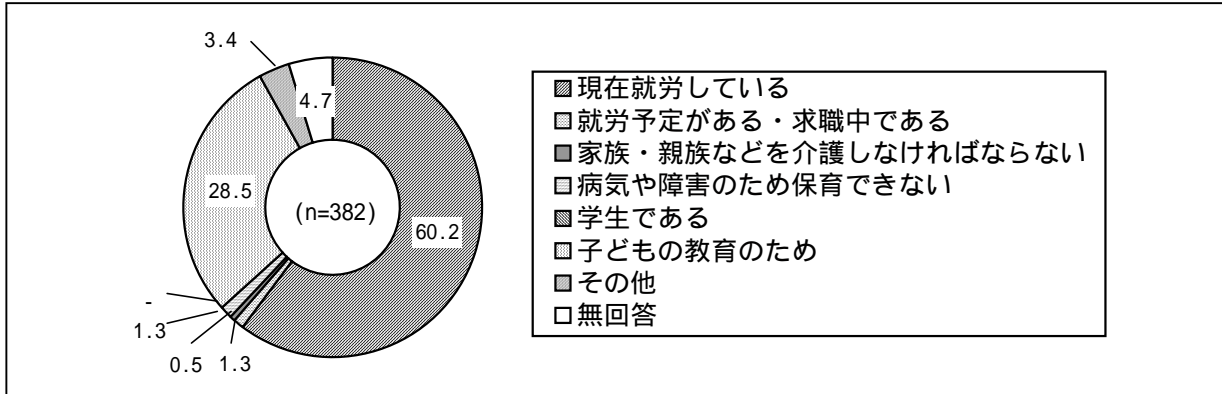 3.4
4.7
28.5
(n=382)
60.2
-
1.3
0.5
1.3
現在就労している
就労予定がある・求職中である
家族・親族などを介護しなければならない
病気や障害のため保育できない
学生である
子どもの教育のため
その他
無回答